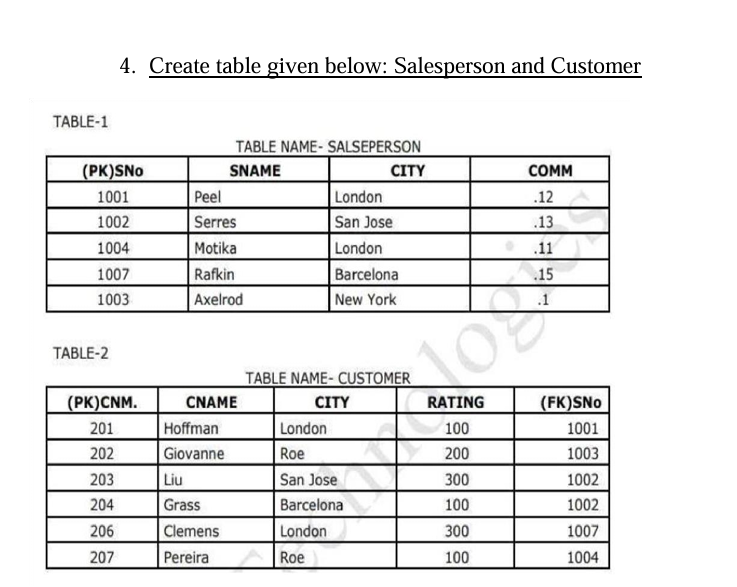 4. Create table given below: Salesperson and Customer
TABLE-1
TABLE NAME- SALSEPERSON
(PK)SNo SNAME CITY COMM
1001 Peel London .12
1002 Serres San Jose .13
1004 Motika London .11
1007 Rafkin Barcelona .15
1003 Axelrod New York .1
TABLE-2
TABLE NAME- CUSTOMER
(PK)CNM. CNAME CITY RATING (FK)SNo
201 Hoffman London 100 1001
202 Giovanne Roe 200 1003
203 Liu San Jose 300 1002
204 Grass Barcelona 100 1002
206 Clemens London 300 1007
207 Pereira Roe 100 1004
Technologies